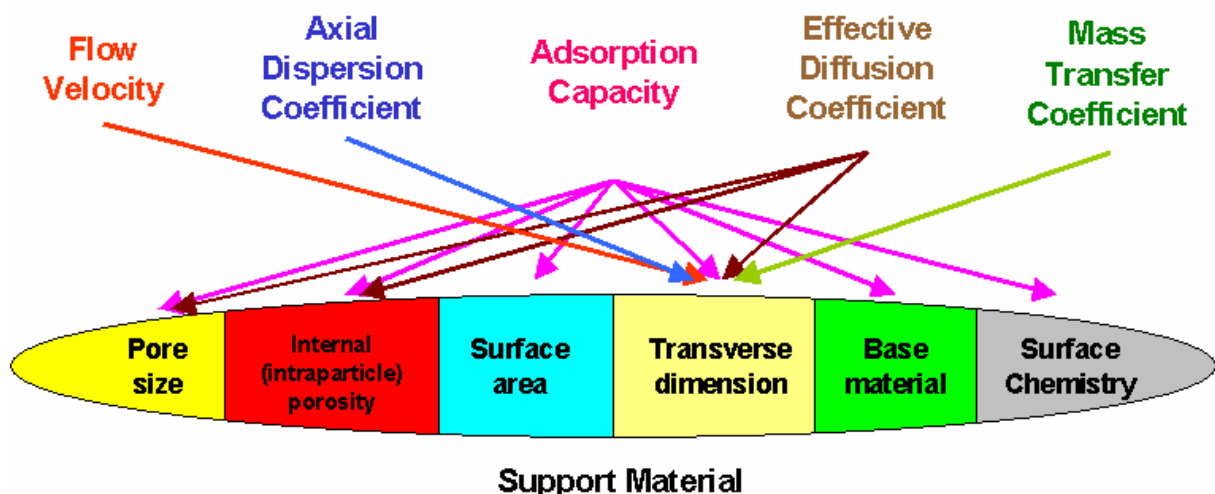 Flow
Velocity
Axial
Dispersion
Coefficient
Adsorption
Capacity
Effective
Diffusion
Coefficient
Mass
Transfer
Coefficient
Pore
size
Internal
(intraparticle)
porosity
Surface
area
Transverse
dimension
Base
material
Surface
Chemistry
Support Material